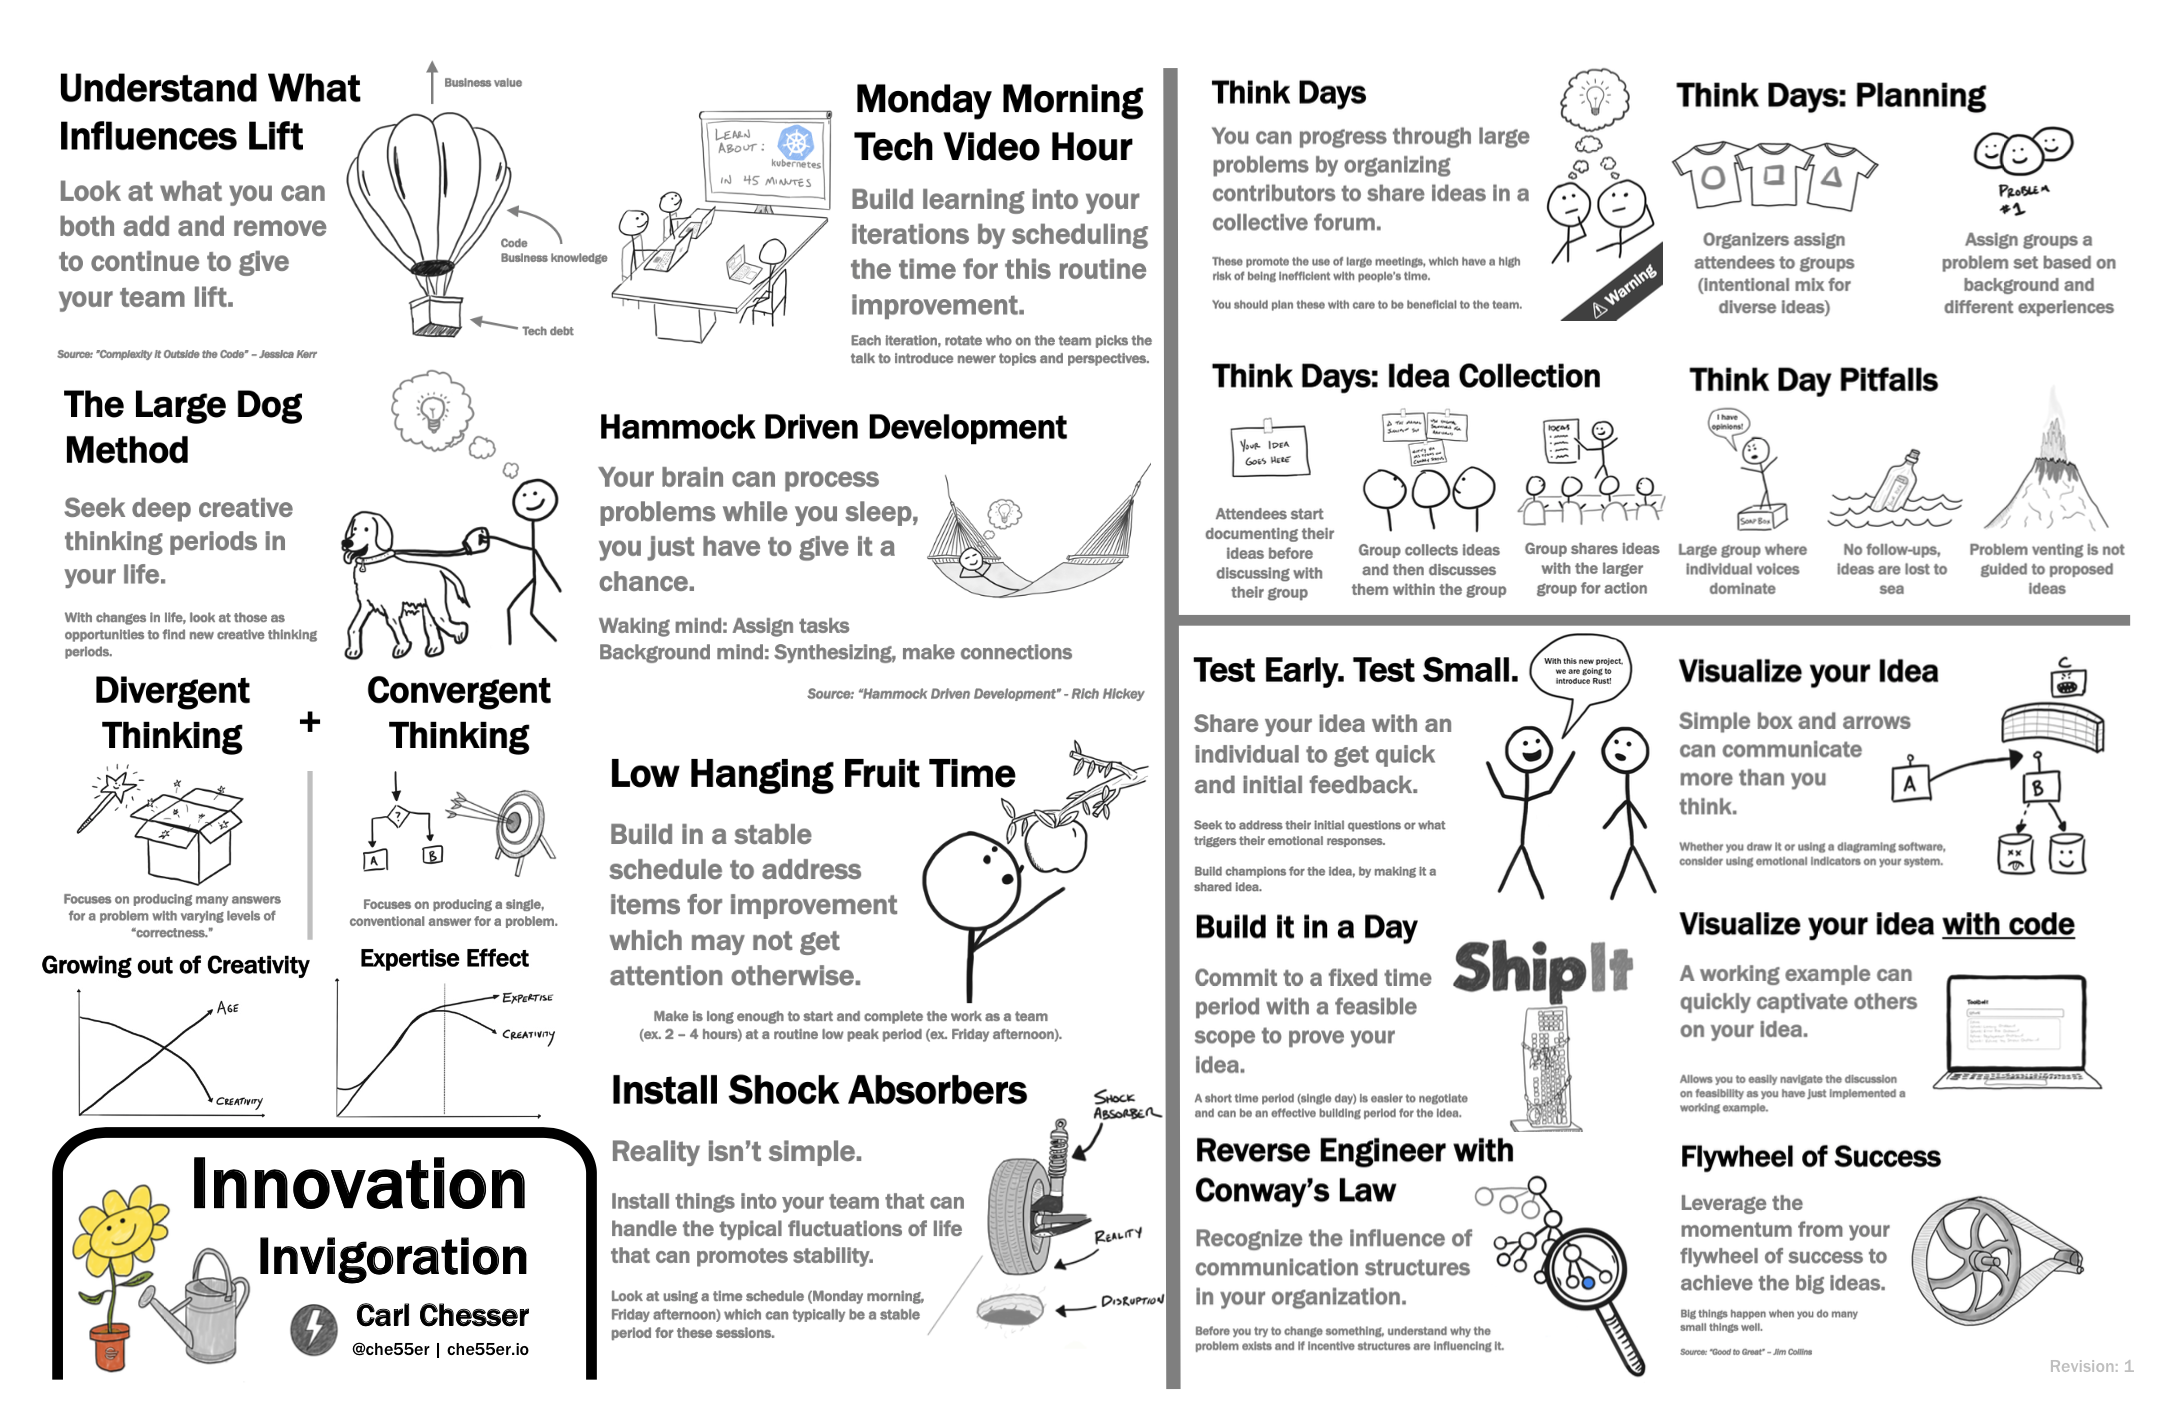 Understand What
Influences Lift
Look at what you can
both add and remove
to continue to give
your team lift.
Source: "Complexity it Outside the Code" – Jessica Kerr
Business value
Code
Business knowledge
Tech debt
LEARN
ABOUT:
kubernetes
IN 45 MINUTES
Monday Morning
Tech Video Hour
Build learning into your
iterations by scheduling
the time for this routine
improvement.
Each iteration, rotate who on the team picks the
talk to introduce newer topics and perspectives.
The Large Dog
Method
Seek deep creative
thinking periods in
your life.
With changes in life, look at those as
opportunities to find new creative thinking
periods.
Hammock Driven Development
Your brain can process
problems while you sleep,
you just have to give it a
chance.
Waking mind: Assign tasks
Background mind: Synthesizing, make connections
Source: "Hammock Driven Development" - Rich Hickey
Divergent
Thinking
+
Convergent
Thinking
?
A
B
Focuses on producing many answers
for a problem with varying levels of
"correctness."
Focuses on producing a single,
conventional answer for a problem.
Growing out of Creativity
AGE
CREATIVITY
Expertise Effect
EXPERTISE
CREATIVITY
Low Hanging Fruit Time
Build in a stable
schedule to address
items for improvement
which may not get
attention otherwise.
Make is long enough to start and complete the work as a team
(ex. 2 – 4 hours) at a routine low peak period (ex. Friday afternoon).
Install Shock Absorbers
Reality isn't simple.
Install things into your team that can
handle the typical fluctuations of life
that can promotes stability.
Look at using a time schedule (Monday morning,
Friday afternoon) which can typically be a stable
period for these sessions.
SHOCK
ABSORBER
REALITY
DISRUPTION
Innovation
Invigoration
Carl Chesser
@che55er | che55er.io
Think Days
You can progress through large
problems by organizing
contributors to share ideas in a
collective forum.
These promote the use of large meetings, which have a high
risk of being inefficient with people's time.
You should plan these with care to be beneficial to the team.
⚠ Warning
Think Days: Planning
Organizers assign
attendees to groups
(intentional mix for
diverse ideas)
PROBLEM
#1
Assign groups a
problem set based on
background and
different experiences
Think Days: Idea Collection
YOUR IDEA
GOES HERE
Attendees start
documenting their
ideas before
discussing with
their group
Group collects ideas
and then discusses
them within the group
IDEAS
Group shares ideas
with the larger
group for action
Think Day Pitfalls
I have
opinions!
SOAP BOX
Large group where
individual voices
dominate
No follow-ups,
ideas are lost to
sea
Problem venting is not
guided to proposed
ideas
Test Early. Test Small.
With this new project,
we are going to
introduce Rust!
Share your idea with an
individual to get quick
and initial feedback.
Seek to address their initial questions or what
triggers their emotional responses.
Build champions for the idea, by making it a
shared idea.
Visualize your Idea
Simple box and arrows
can communicate
more than you
think.
Whether you draw it or using a diagraming software,
consider using emotional indicators on your system.
C
A
B
Build it in a Day
Commit to a fixed time
period with a feasible
scope to prove your
idea.
A short time period (single day) is easier to negotiate
and can be an effective building period for the idea.
ShipIt
Visualize your idea with code
A working example can
quickly captivate others
on your idea.
Allows you to easily navigate the discussion
on feasibility as you have just implemented a
working example.
Reverse Engineer with
Conway's Law
Recognize the influence of
communication structures
in your organization.
Before you try to change something, understand why the
problem exists and if incentive structures are influencing it.
Flywheel of Success
Leverage the
momentum from your
flywheel of success to
achieve the big ideas.
Big things happen when you do many
small things well.
Source: "Good to Great" – Jim Collins
Revision: 1